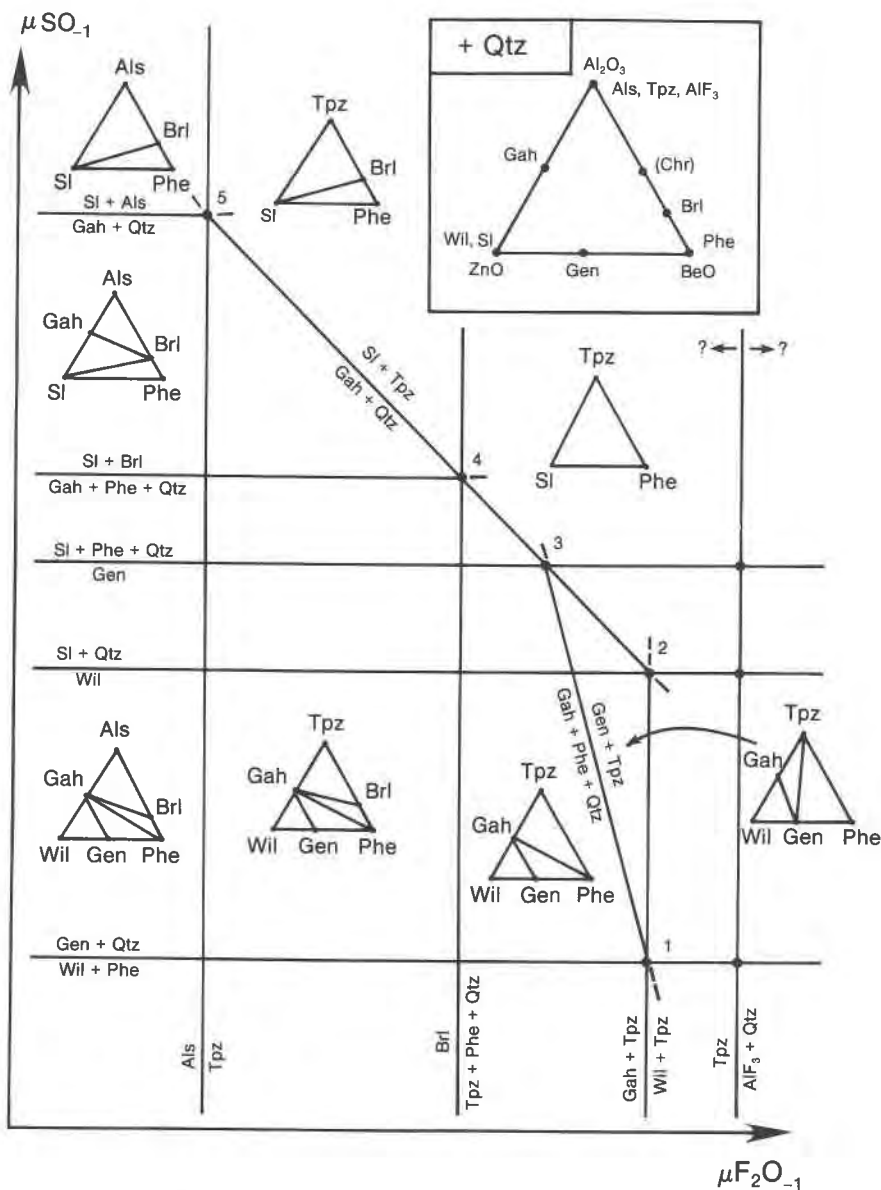 μSO₋₁
+ Qtz
Al₂O₃
Als, Tpz, AlF₃
Gah
(Chr)
Brl
Wil, Sl
Phe
ZnO
Gen
BeO
Als
Brl
Sl
Phe
Tpz
Brl
Sl
Phe
5
Sl + Als
Gah + Qtz
Als
Gah
Brl
Sl
Phe
Sl + Tpz
Gah + Qtz
? ?
Tpz
Sl
Phe
Sl + Brl
Gah + Phe + Qtz
4
Sl + Phe + Qtz
Gen
3
Sl + Qtz
Wil
2
Als
Gah
Brl
Wil Gen Phe
Tpz
Gah
Brl
Wil Gen Phe
Tpz
Gah
Wil Gen Phe
Gen + Tpz
Gah + Phe + Qtz
Tpz
Gah
Wil Gen Phe
Gen + Qtz
Wil + Phe
1
Als
Tpz
Brl
Tpz + Phe + Qtz
Gah + Tpz
Wil + Tpz
Tpz
AlF₃ + Qtz
μF₂O₋₁